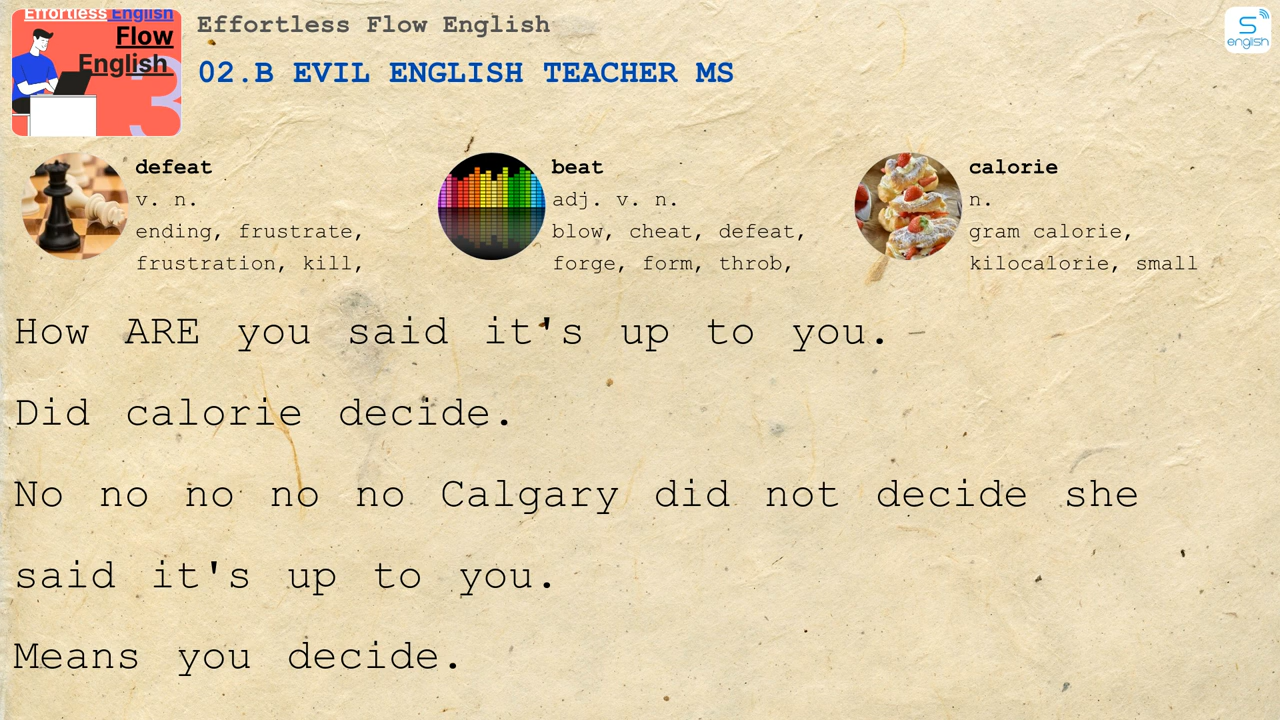 Effortless English
Flow
English
3
Effortless Flow English
02.B EVIL ENGLISH TEACHER MS
S
english
defeat
v. n.
ending, frustrate,
frustration, kill,
beat
adj. v. n.
blow, cheat, defeat,
forge, form, throb,
calorie
n.
gram calorie,
kilocalorie, small
How ARE you said it's up to you.
Did calorie decide.
No no no no no Calgary did not decide she
said it's up to you.
Means you decide.